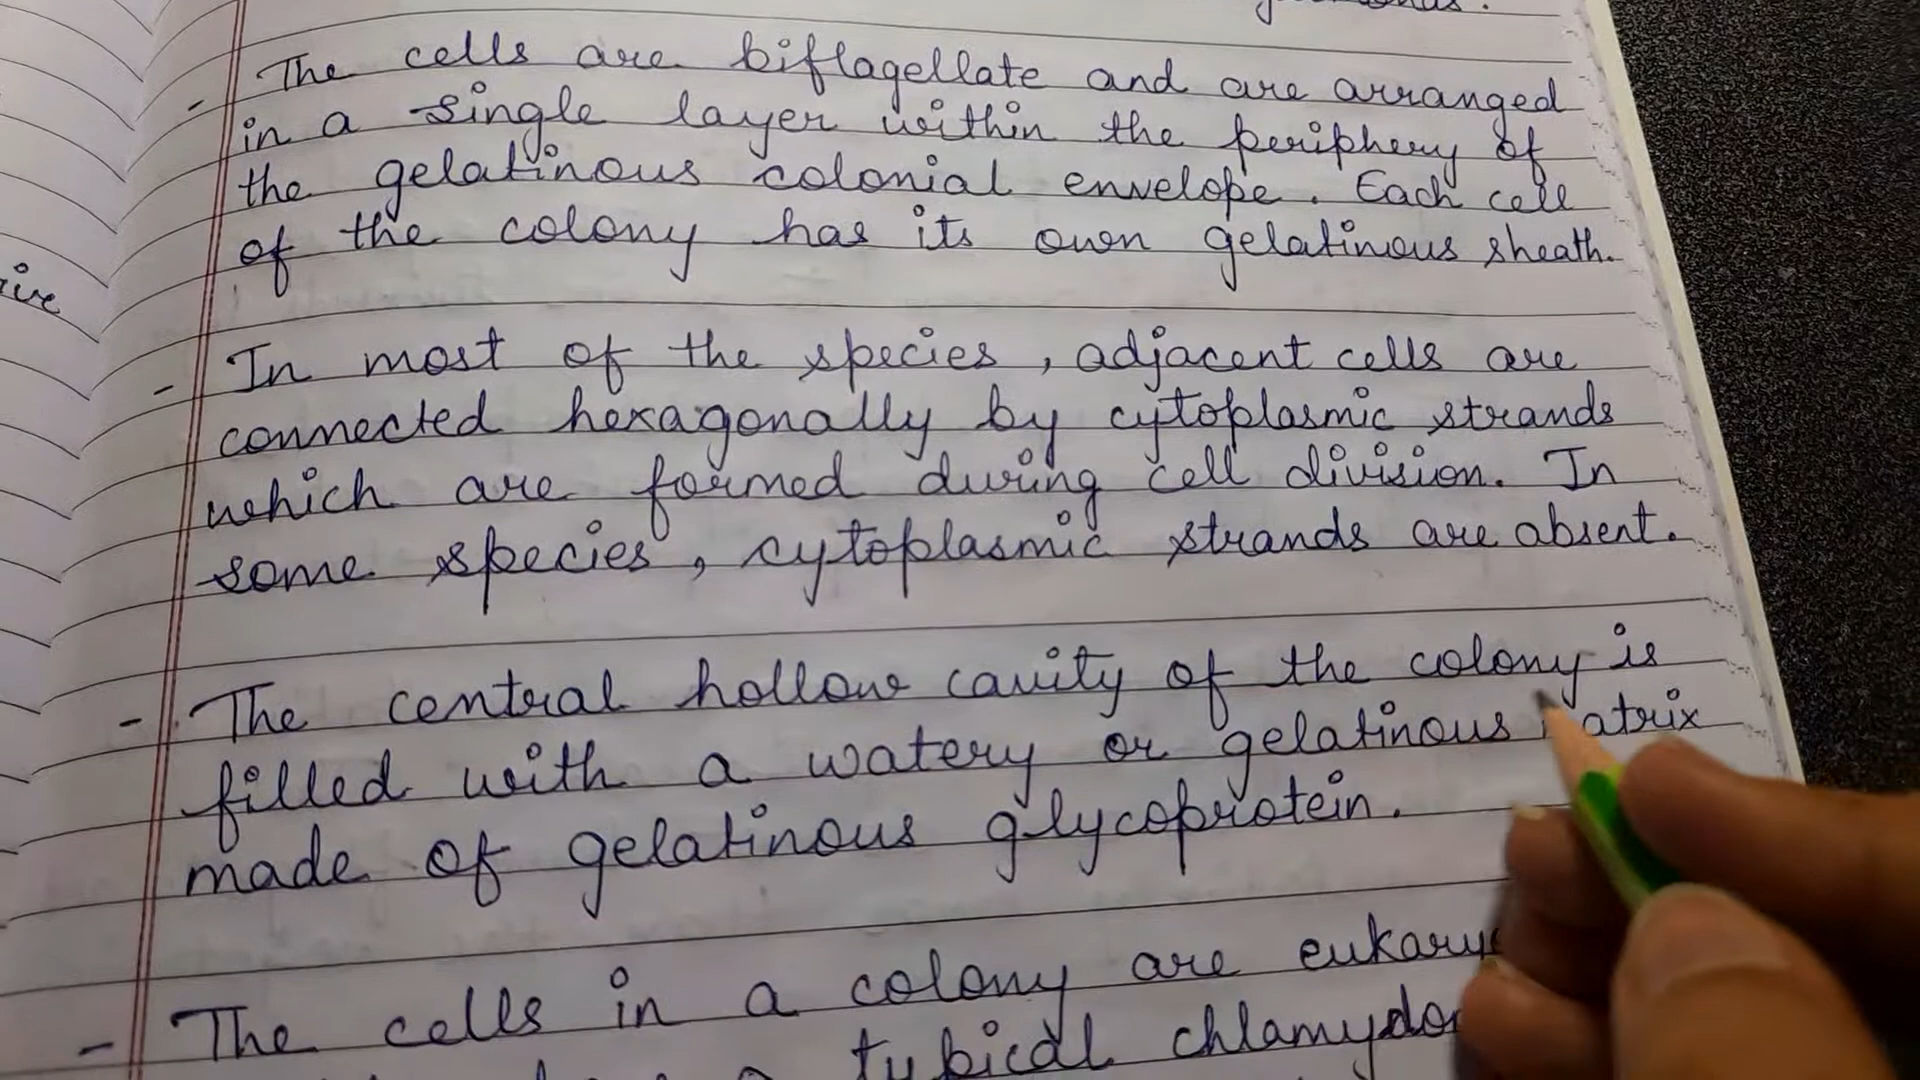 - The cells are biflagellate and are arranged
in a single layer within the periphery of
the gelatinous colonial envelope. Each cell
of the colony has its own gelatinous sheath.
- In most of the species, adjacent cells are
connected hexagonally by cytoplasmic strands
which are formed during cell division. In
some species, cytoplasmic strands are absent.
- The central hollow cavity of the colony is
filled with a watery or gelatinous atrix
made of gelatinous glycoprotein.
- The cells in a colony are eukary
typical chlamydo